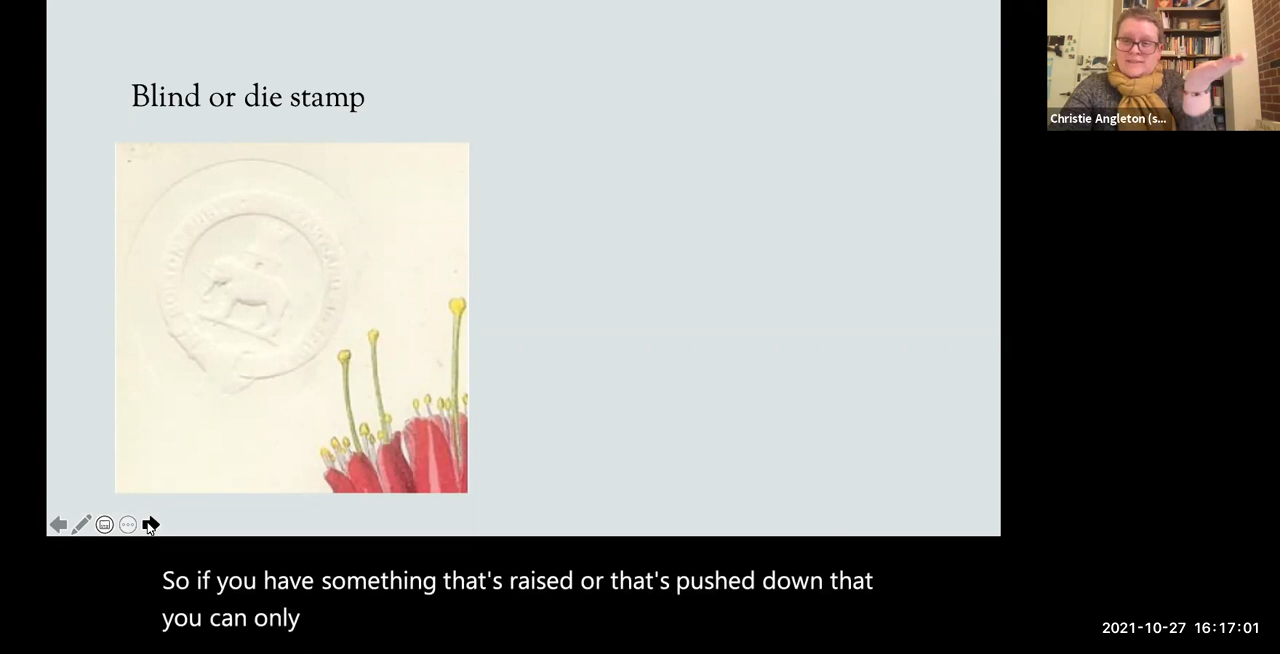 Blind or die stamp
Christie Angleton (s...
So if you have something that's raised or that's pushed down that
you can only
2021-10-27 16:17:01